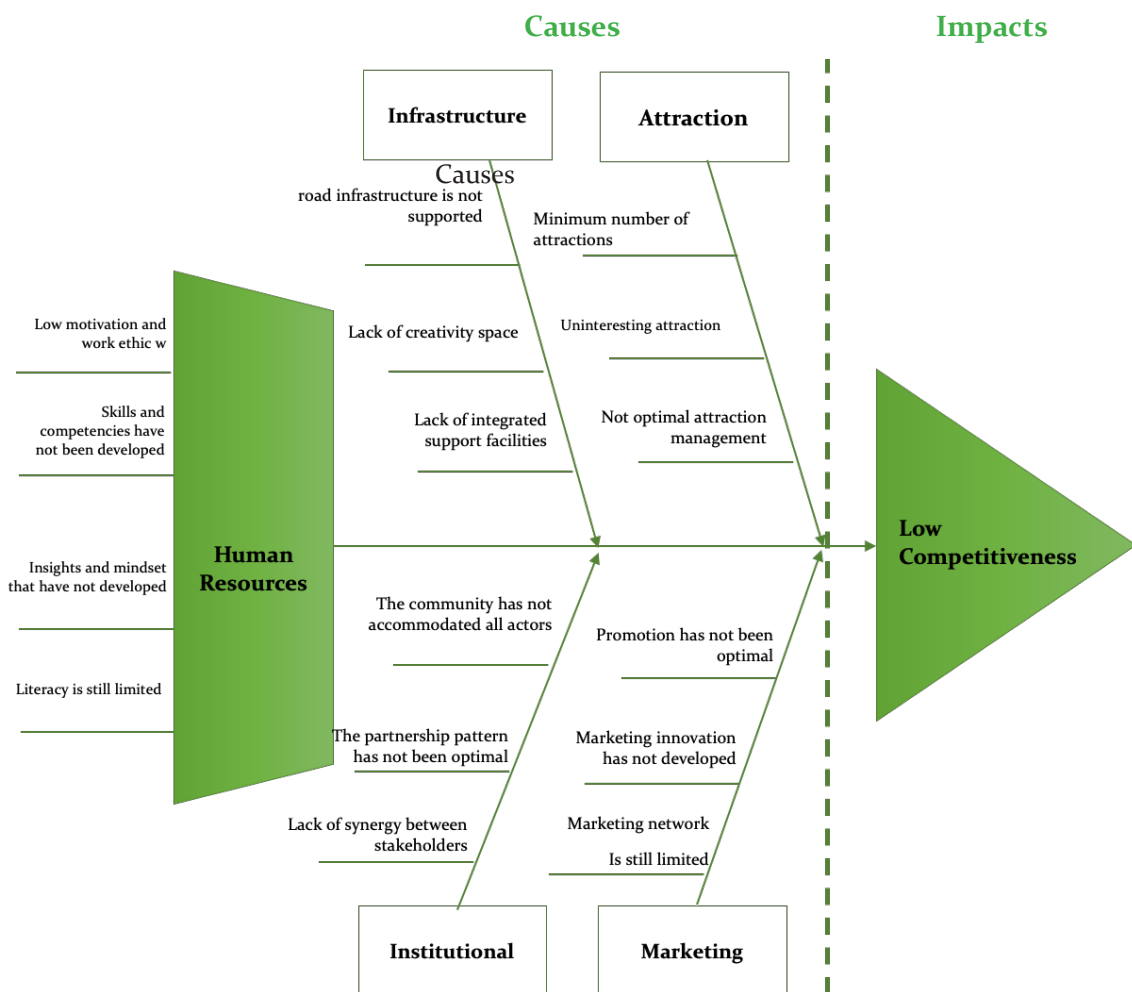 Causes
Impacts
Infrastructure
Attraction
Causes
road infrastructure is not
supported
Minimum number of
attractions
Low motivation and
work ethic w
Lack of creativity space
Uninteresting attraction
Skills and
competencies have
not been developed
Lack of integrated
support facilities
Not optimal attraction
management
Human
Resources
Low
Competitiveness
Insights and mindset
that have not developed
The community has not
accommodated all actors
Promotion has not been
optimal
Literacy is still limited
The partnership pattern
has not been optimal
Marketing innovation
has not developed
Lack of synergy between
stakeholders
Marketing network
Is still limited
Institutional
Marketing